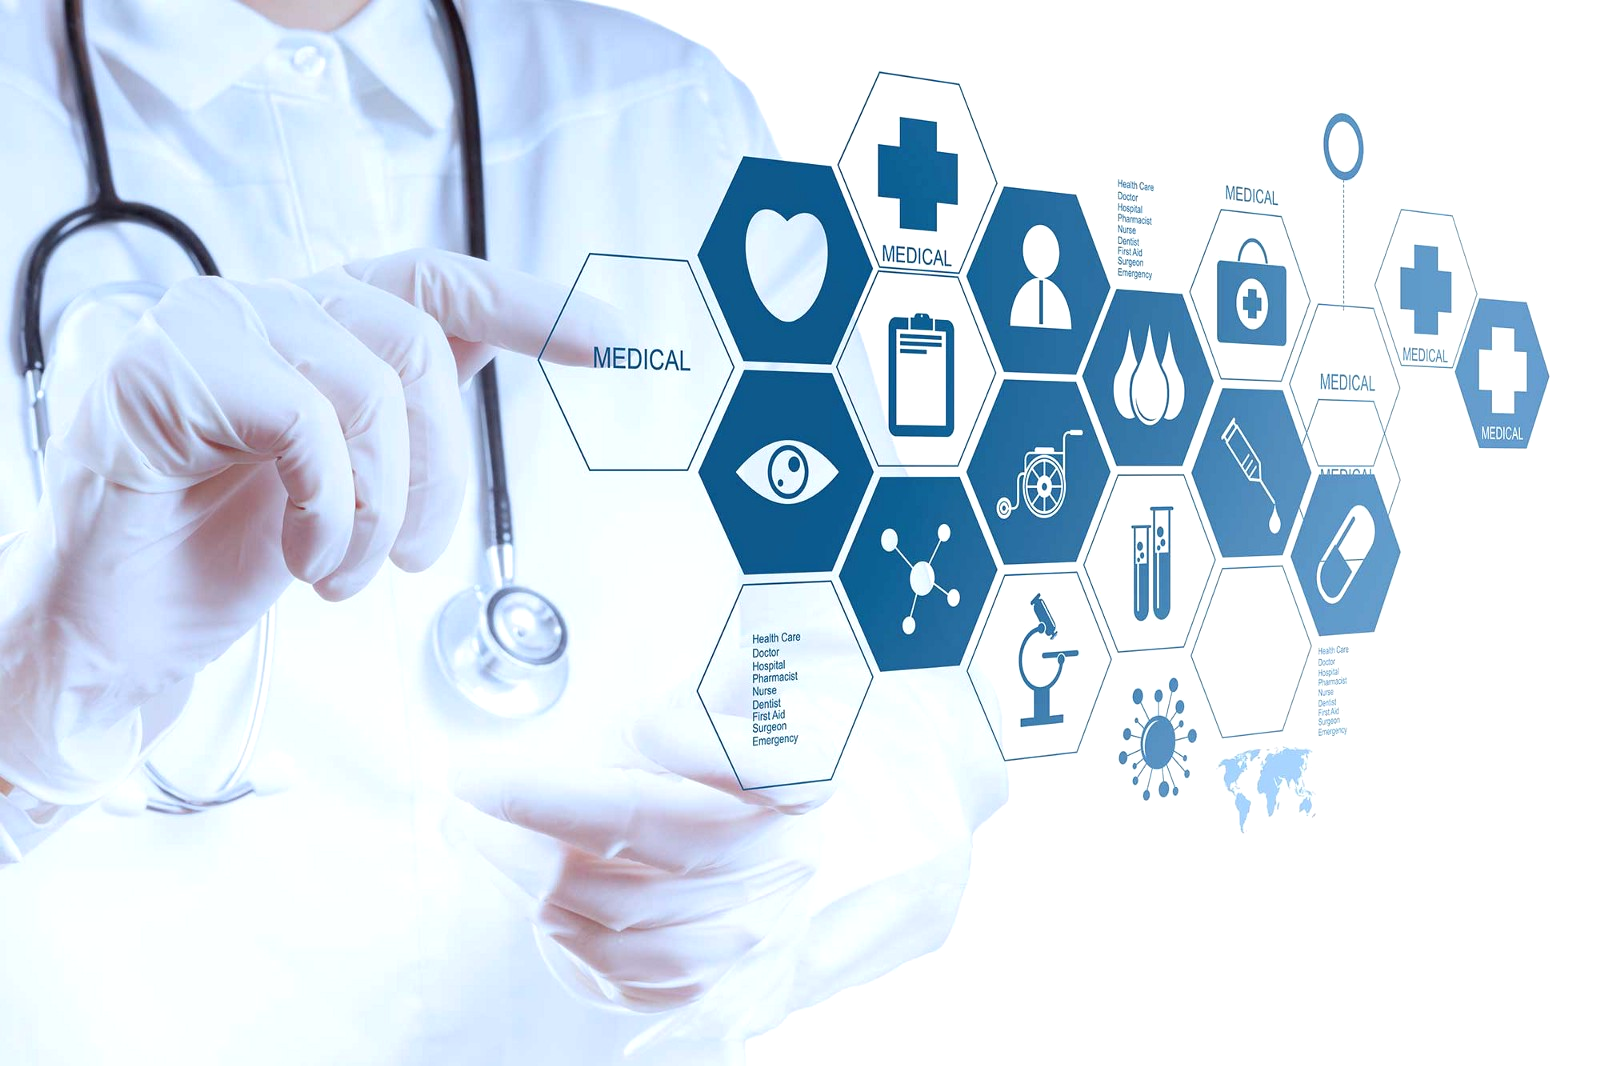 MEDICAL
MEDICAL
Health Care
Doctor
Hospital
Pharmacist
Nurse
Dentist
First Aid
Surgeon
Emergency
Health Care
Doctor
Hospital
Pharmacist
Nurse
Dentist
First Aid
Surgeon
Emergency
MEDICAL
MEDICAL
MEDICAL
MEDICAL
MEDICAL
Health Care
Doctor
Hospital
Pharmacist
Nurse
Dentist
First Aid
Surgeon
Emergency